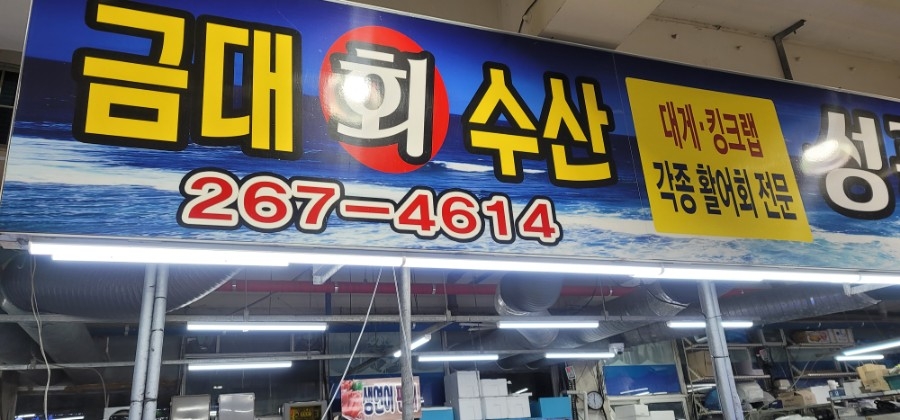 금대 회 수산
267-4614
대게·킹크랩
각종 활어회 전문
성